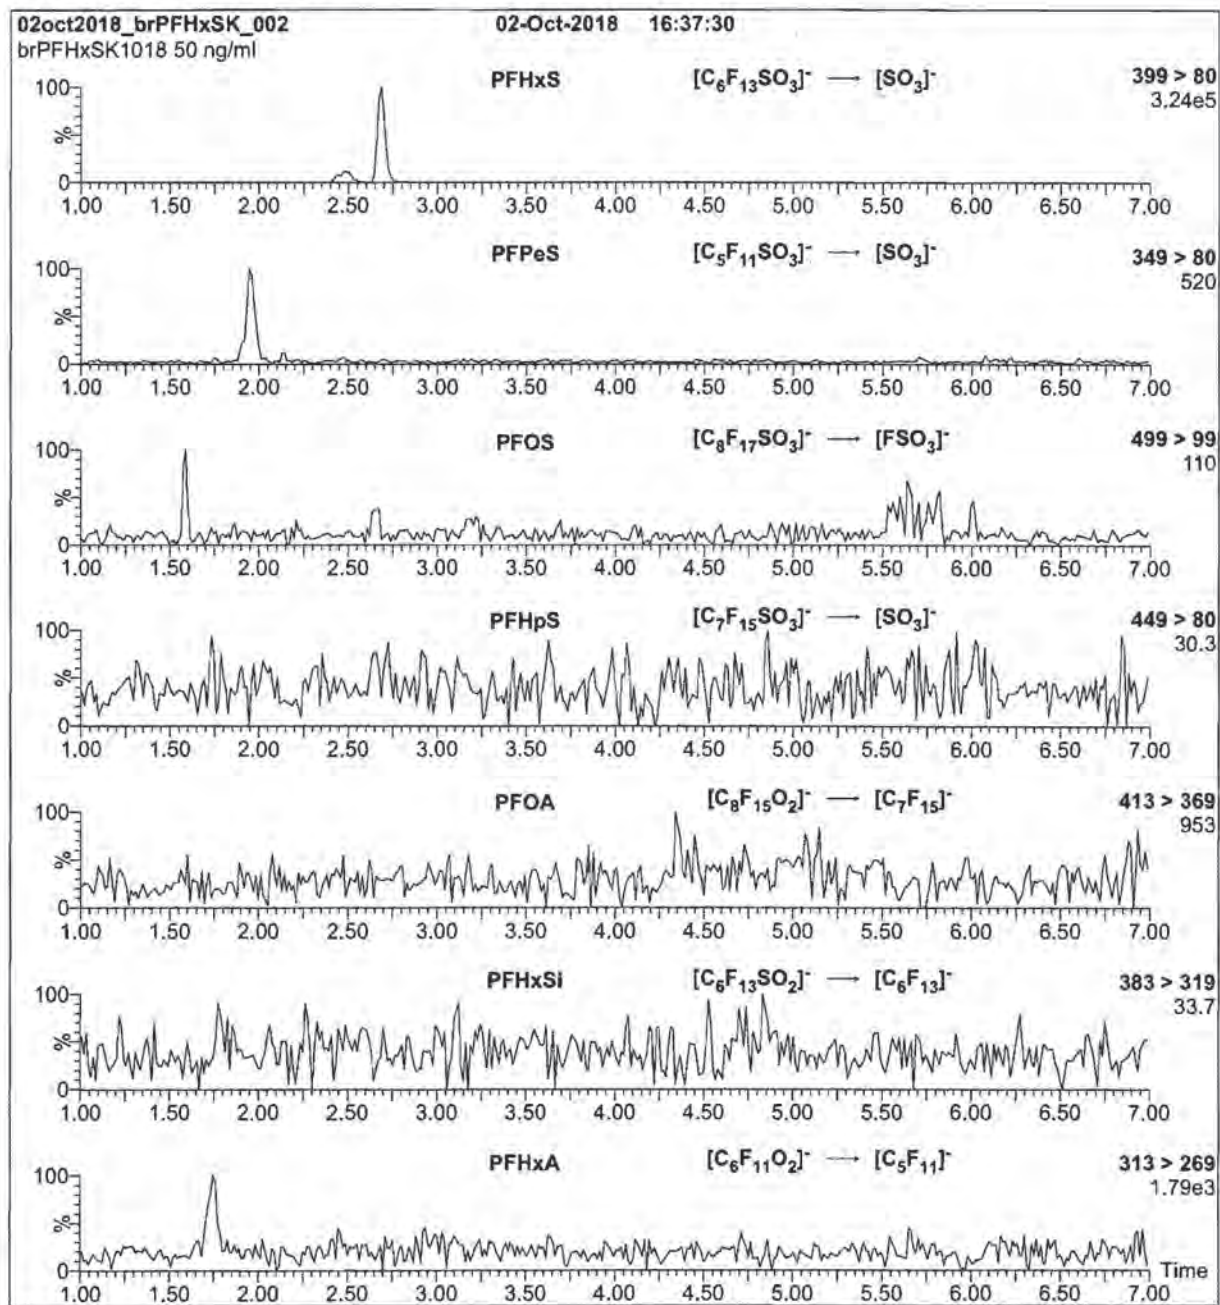 02oct2018_brPFHxSK_002 02-Oct-2018 16:37:30
brPFHxSK1018 50 ng/ml
PFHxS [C₆F₁₃SO₃]⁻ ⟶ [SO₃]⁻ 399 > 80
3.24e5
100
%
0
1.00 1.50 2.00 2.50 3.00 3.50 4.00 4.50 5.00 5.50 6.00 6.50 7.00
PFPeS [C₅F₁₁SO₃]⁻ ⟶ [SO₃]⁻ 349 > 80
520
100
%
0
1.00 1.50 2.00 2.50 3.00 3.50 4.00 4.50 5.00 5.50 6.00 6.50 7.00
PFOS [C₈F₁₇SO₃]⁻ ⟶ [FSO₃]⁻ 499 > 99
110
100
%
0
1.00 1.50 2.00 2.50 3.00 3.50 4.00 4.50 5.00 5.50 6.00 6.50 7.00
PFHpS [C₇F₁₅SO₃]⁻ ⟶ [SO₃]⁻ 449 > 80
30.3
100
%
0
1.00 1.50 2.00 2.50 3.00 3.50 4.00 4.50 5.00 5.50 6.00 6.50 7.00
PFOA [C₈F₁₅O₂]⁻ ⟶ [C₇F₁₅]⁻ 413 > 369
953
100
%
0
1.00 1.50 2.00 2.50 3.00 3.50 4.00 4.50 5.00 5.50 6.00 6.50 7.00
PFHxSi [C₆F₁₃SO₂]⁻ ⟶ [C₆F₁₃]⁻ 383 > 319
33.7
100
%
0
1.00 1.50 2.00 2.50 3.00 3.50 4.00 4.50 5.00 5.50 6.00 6.50 7.00
PFHxA [C₆F₁₁O₂]⁻ ⟶ [C₅F₁₁]⁻ 313 > 269
1.79e3
100
%
0
Time
1.00 1.50 2.00 2.50 3.00 3.50 4.00 4.50 5.00 5.50 6.00 6.50 7.00